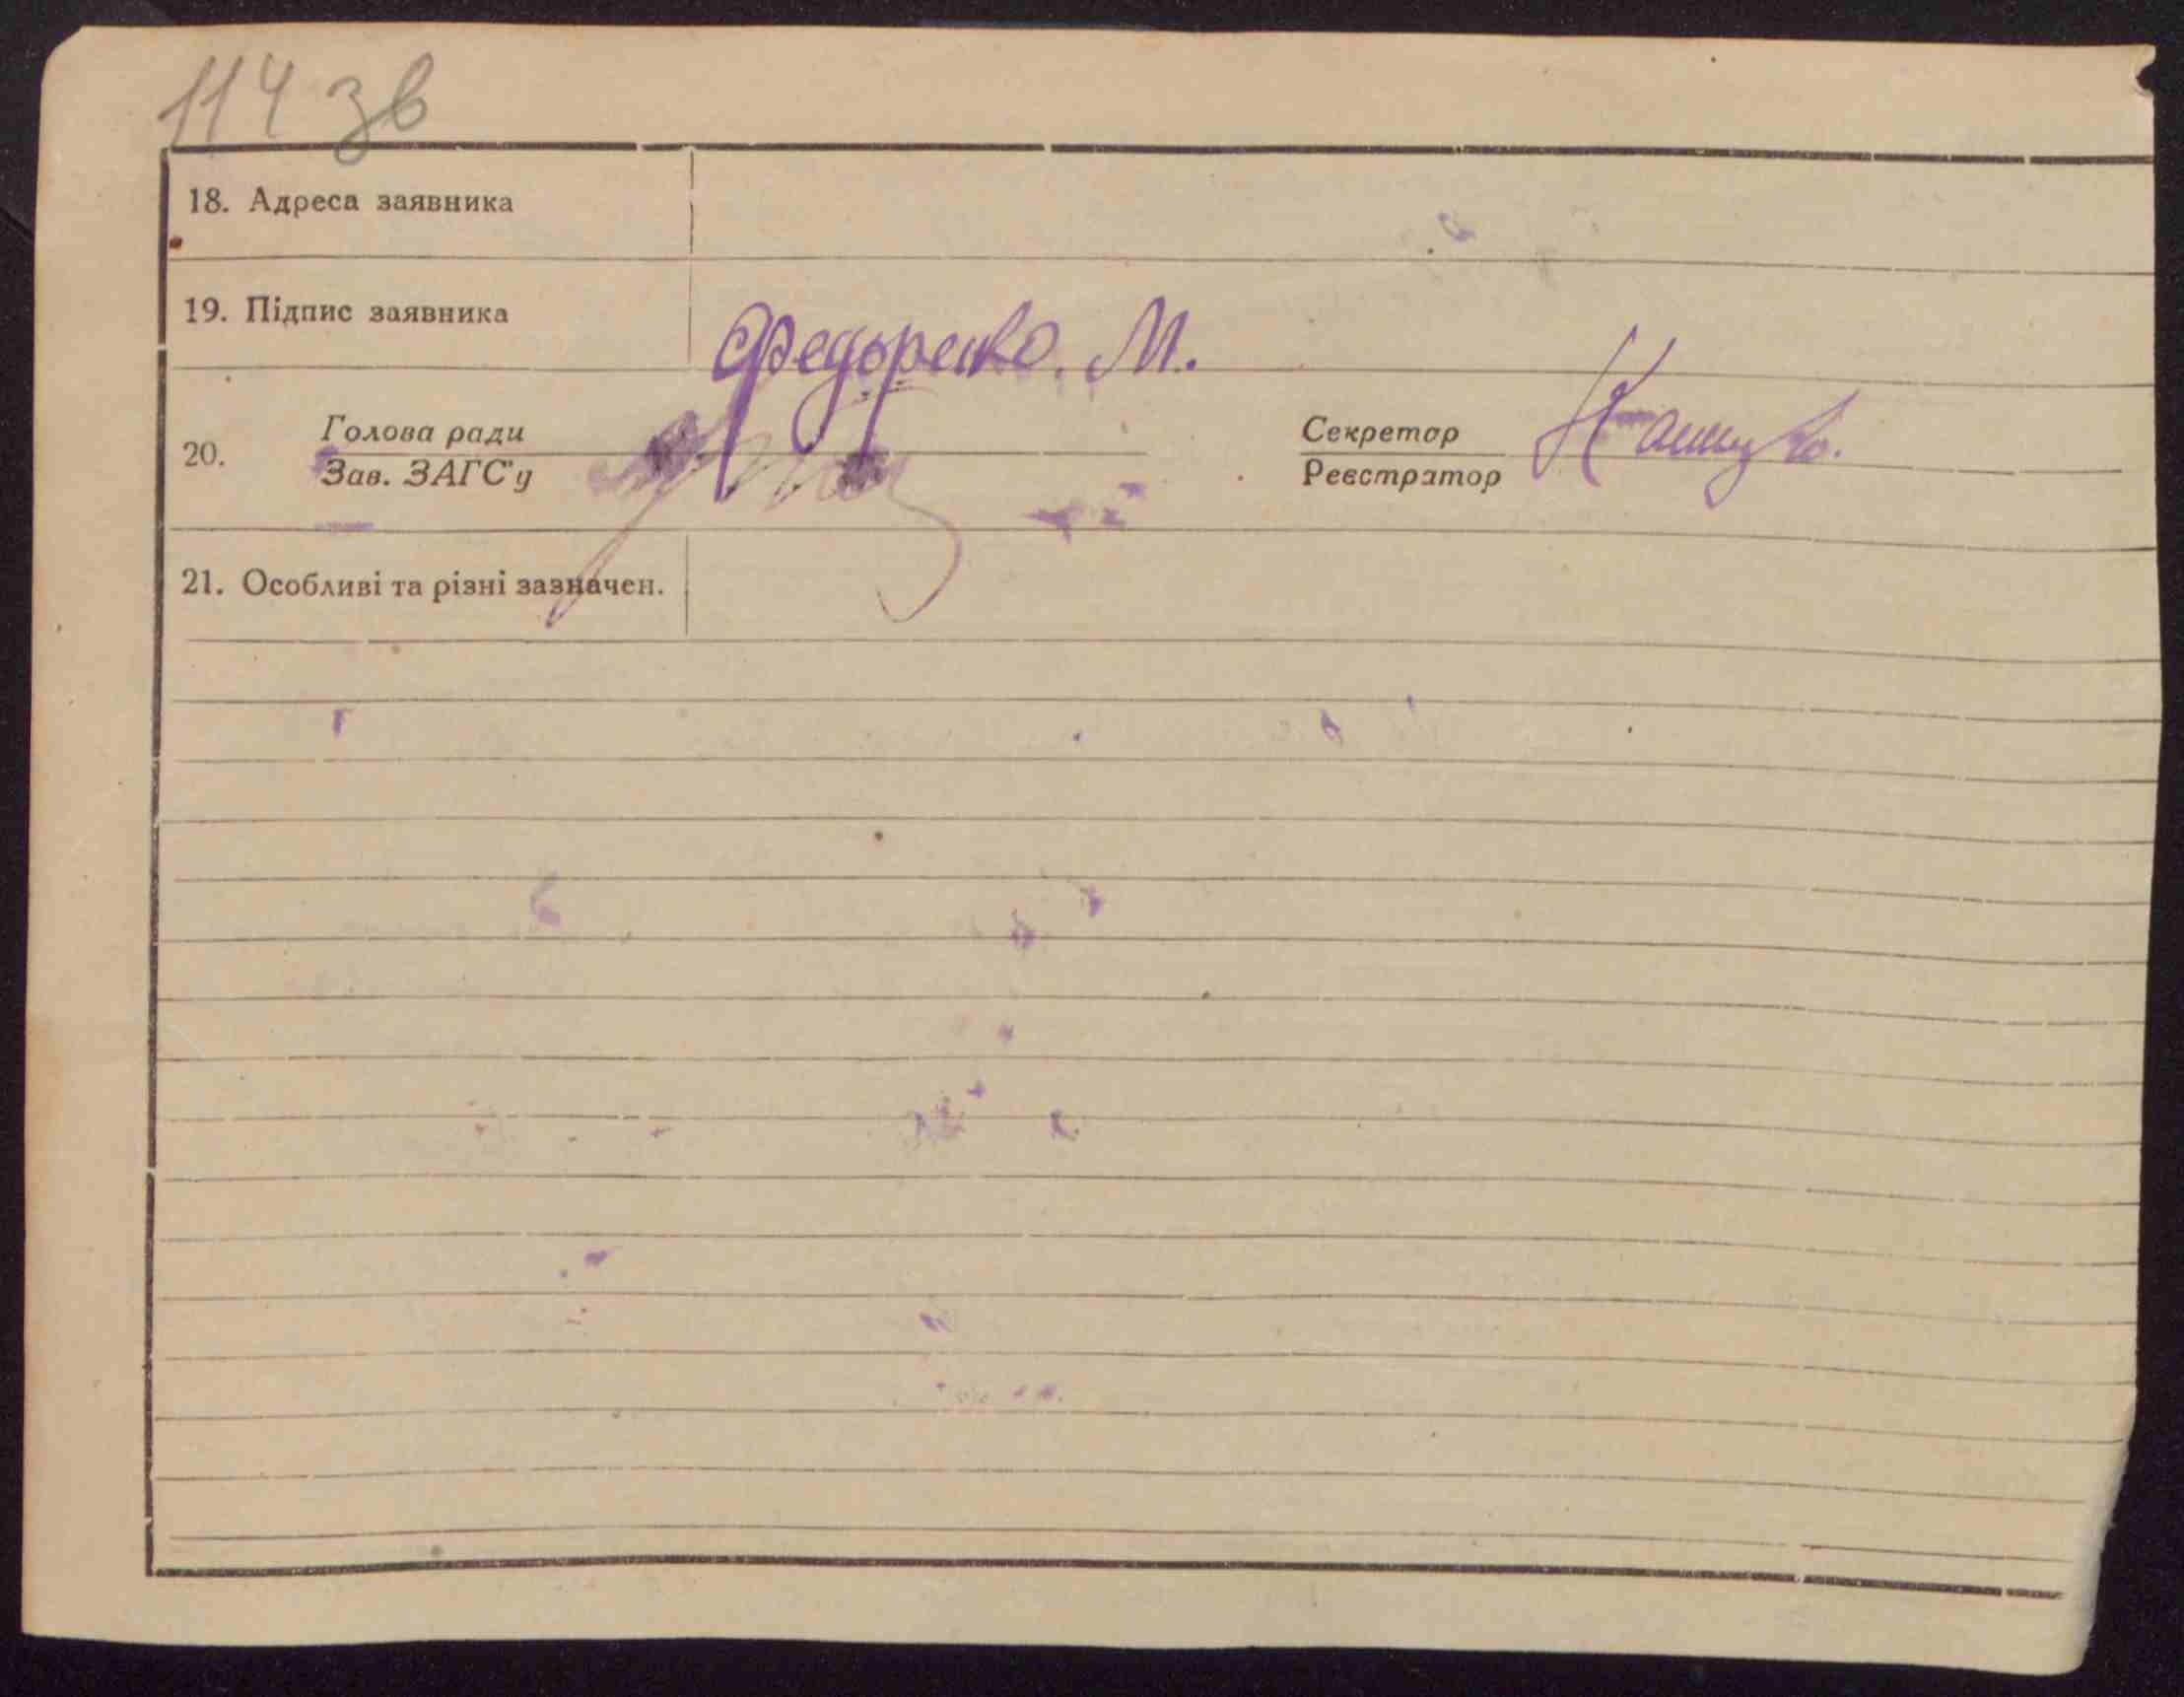 114 зв
18. Адреса заявника
19. Підпис заявника Федоренко. М.
20. Голова ради
Зав. ЗАГС'у
Секретар
Реєстратор
21. Особливі та різні зазначен.